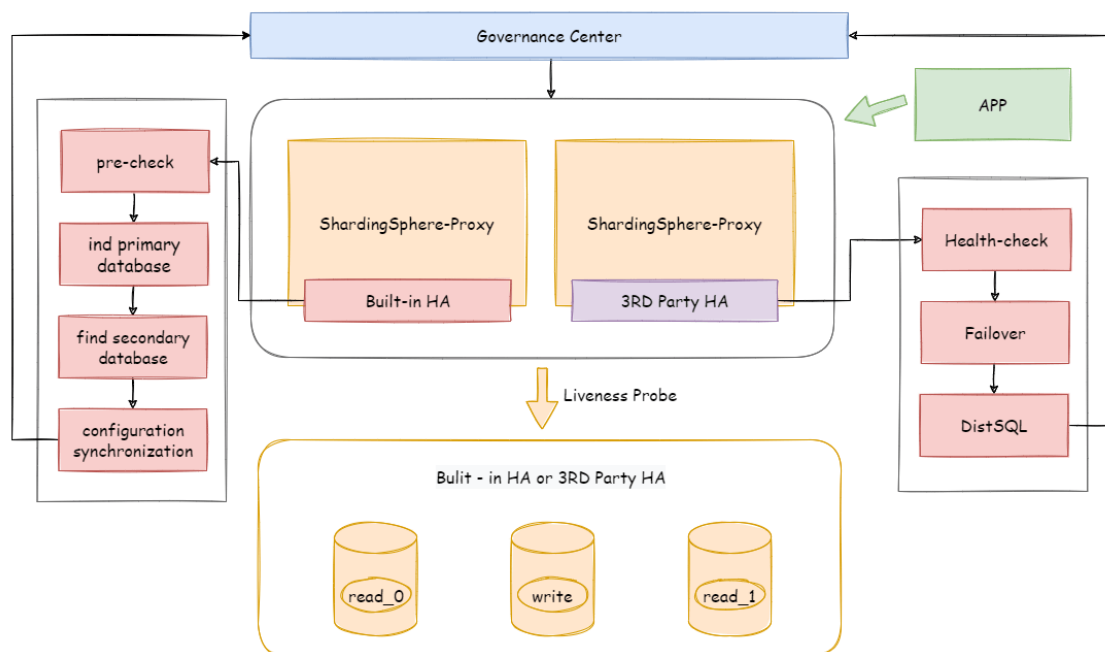 Governance Center
APP
pre-check
ind primary
database
find secondary
database
configuration
synchronization
ShardingSphere-Proxy
Built-in HA
ShardingSphere-Proxy
3RD Party HA
Health-check
Failover
DistSQL
Liveness Probe
Bulit - in HA or 3RD Party HA
read_0
write
read_1